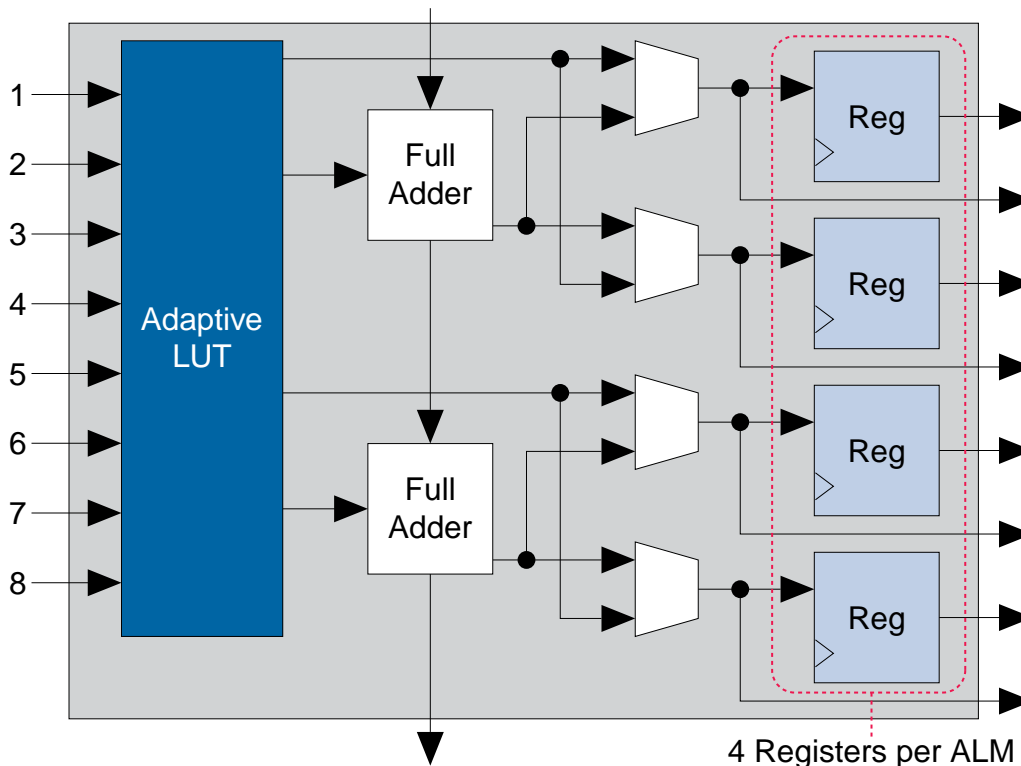 1
2
3
4
5
6
7
8
Adaptive
LUT
Full
Adder
Full
Adder
Reg
Reg
Reg
Reg
4 Registers per ALM